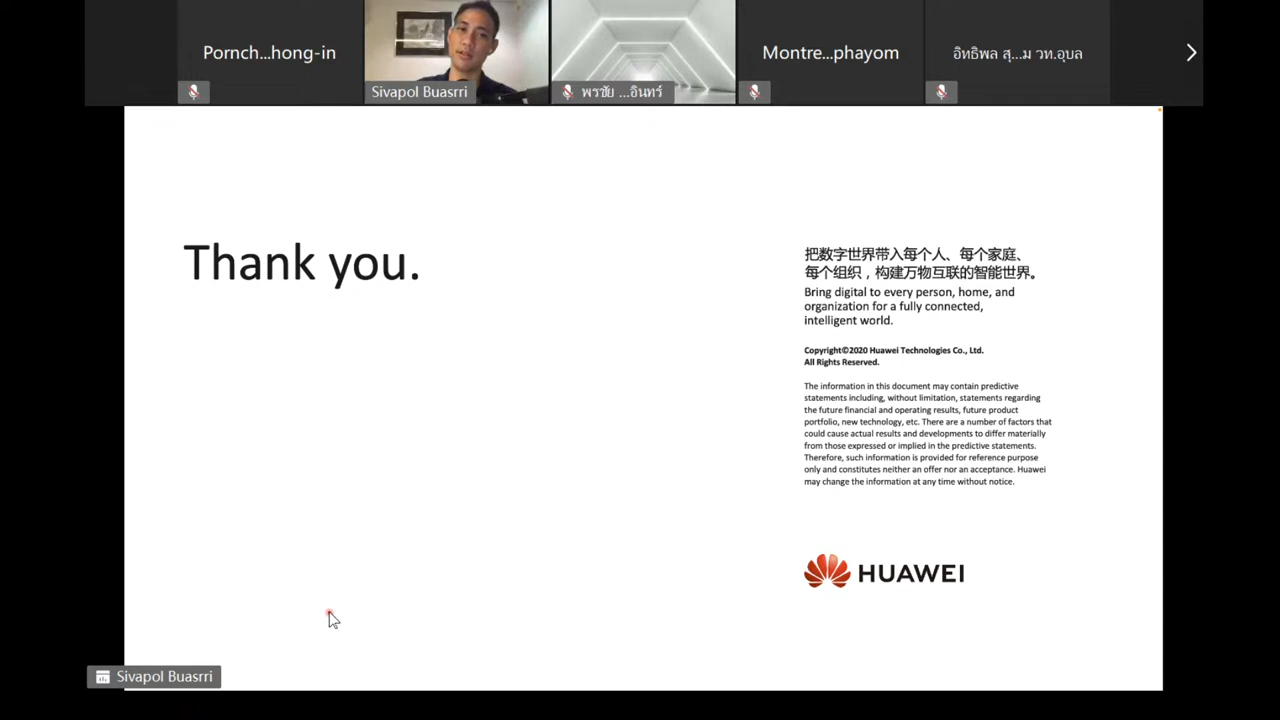 Pornch...hong-in
Sivapol Buasrri
พรชัย ...อินทร์
Montre...phayom
อิทธิพล สุ...ม วท.อุบล
Thank you.
把数字世界带入每个人、每个家庭、
每个组织，构建万物互联的智能世界。
Bring digital to every person, home, and
organization for a fully connected,
intelligent world.
Copyright©2020 Huawei Technologies Co., Ltd.
All Rights Reserved.
The information in this document may contain predictive
statements including, without limitation, statements regarding
the future financial and operating results, future product
portfolio, new technology, etc. There are a number of factors that
could cause actual results and developments to differ materially
from those expressed or implied in the predictive statements.
Therefore, such information is provided for reference purpose
only and constitutes neither an offer nor an acceptance. Huawei
may change the information at any time without notice.
HUAWEI
Sivapol Buasrri